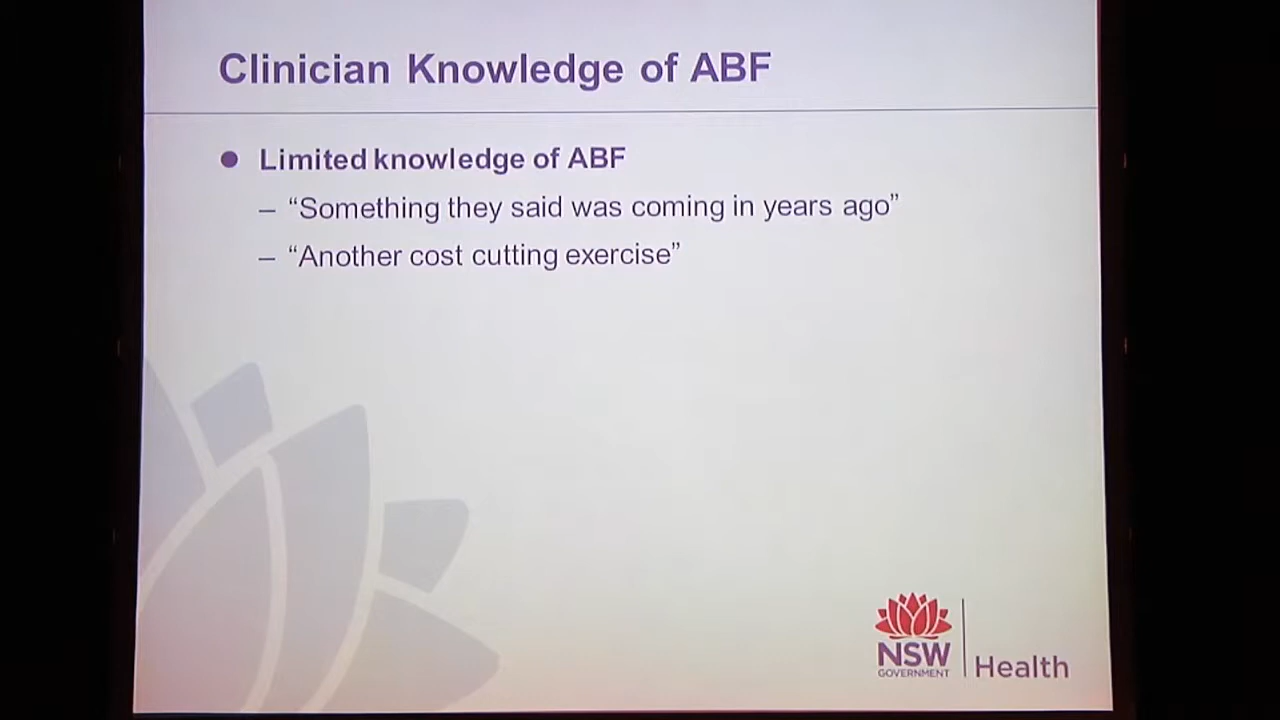 Clinician Knowledge of ABF
● Limited knowledge of ABF
– “Something they said was coming in years ago”
– “Another cost cutting exercise”
NSW
GOVERNMENT
Health